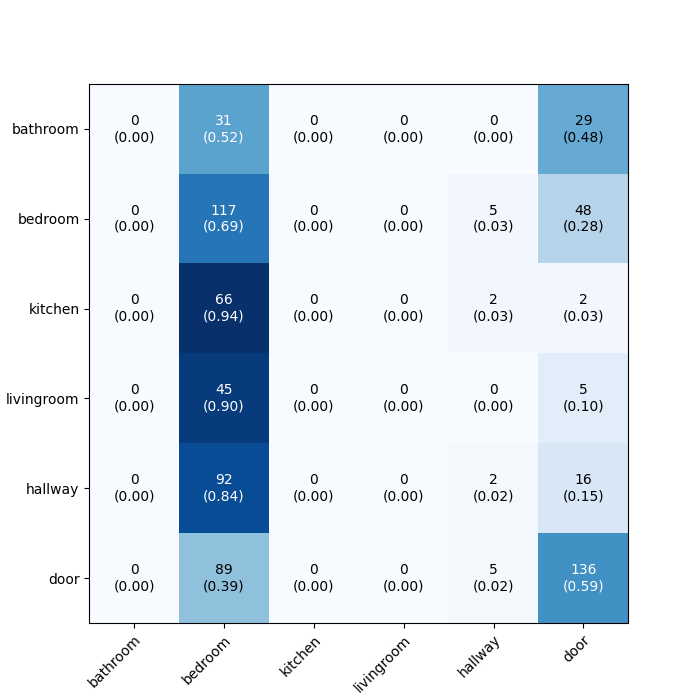 bathroom
0 31 0 0 0 29
(0.00) (0.52) (0.00) (0.00) (0.00) (0.48)
bedroom
0 117 0 0 5 48
(0.00) (0.69) (0.00) (0.00) (0.03) (0.28)
kitchen
0 66 0 0 2 2
(0.00) (0.94) (0.00) (0.00) (0.03) (0.03)
livingroom
0 45 0 0 0 5
(0.00) (0.90) (0.00) (0.00) (0.00) (0.10)
hallway
0 92 0 0 2 16
(0.00) (0.84) (0.00) (0.00) (0.02) (0.15)
door
0 89 0 0 5 136
(0.00) (0.39) (0.00) (0.00) (0.02) (0.59)
bathroom bedroom kitchen livingroom hallway door